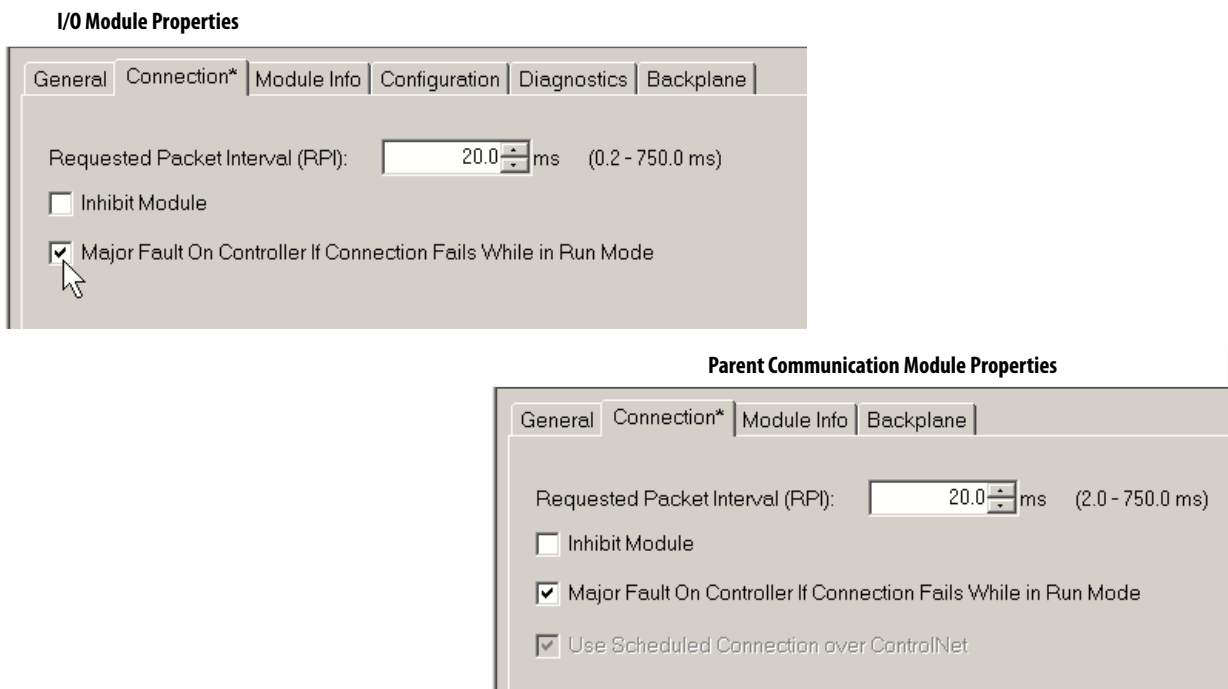 I/O Module Properties
General Connection* Module Info Configuration Diagnostics Backplane
Requested Packet Interval (RPI): 20.0 ms (0.2 - 750.0 ms)
Inhibit Module
Major Fault On Controller If Connection Fails While in Run Mode
Parent Communication Module Properties
General Connection* Module Info Backplane
Requested Packet Interval (RPI): 20.0 ms (2.0 - 750.0 ms)
Inhibit Module
Major Fault On Controller If Connection Fails While in Run Mode
Use Scheduled Connection over ControlNet